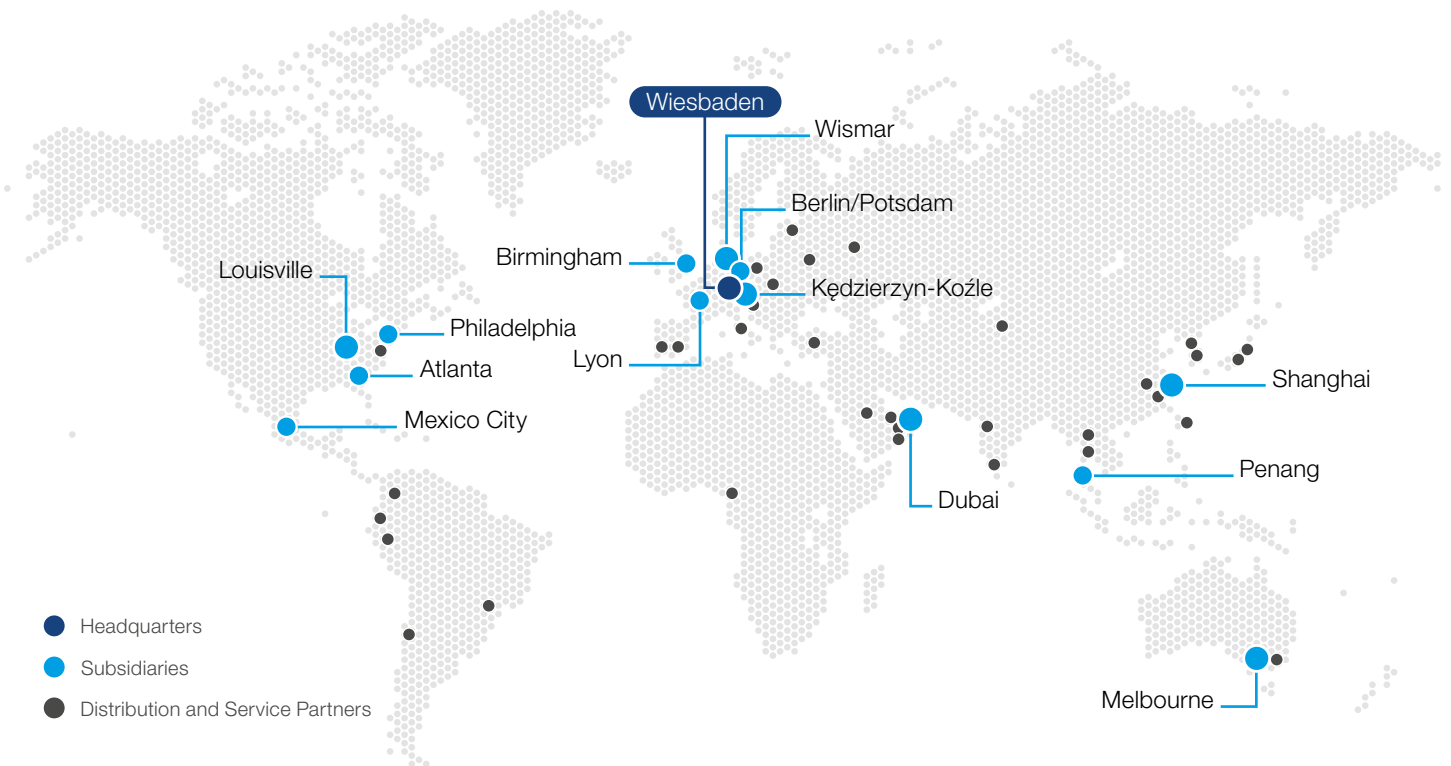 Wiesbaden
Wismar
Berlin/Potsdam
Birmingham
Louisville
Kędzierzyn-Koźle
Philadelphia
Lyon
Atlanta
Shanghai
Mexico City
Penang
Dubai
Headquarters
Subsidiaries
Melbourne
Distribution and Service Partners